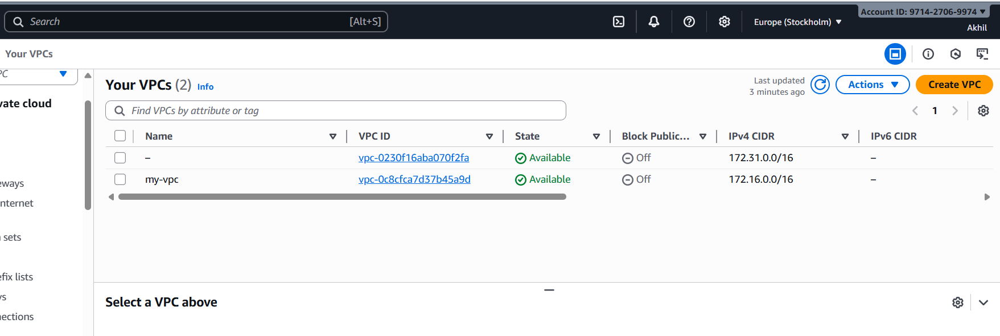 Search [Alt+S] Europe (Stockholm) Account ID: 9714-2706-9974
Akhil
Your VPCs
Your VPCs (2) Info
Last updated
3 minutes ago
Actions
Create VPC
Find VPCs by attribute or tag
1
Name VPC ID State Block Public... IPv4 CIDR IPv6 CIDR
– vpc-0230f16aba070f2fa Available Off 172.31.0.0/16 –
my-vpc vpc-0c8cfca7d37b45a9d Available Off 172.16.0.0/16 –
Select a VPC above
PC
vate cloud
eways
nternet
sets
efix lists
ys
nections